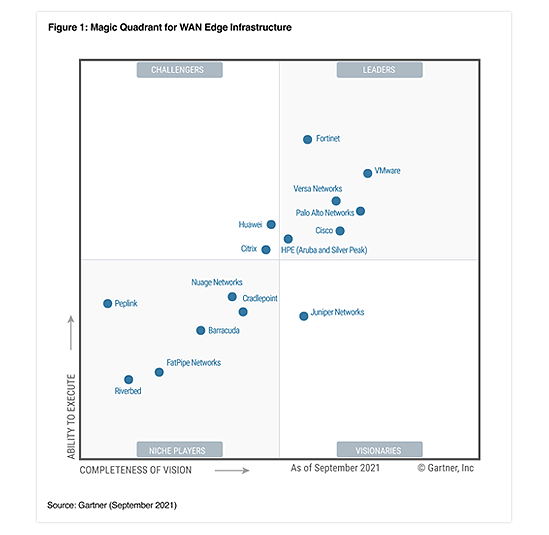 Figure 1: Magic Quadrant for WAN Edge Infrastructure
CHALLENGERS
LEADERS
Fortinet
VMware
Versa Networks
Palo Alto Networks
Huawei
Cisco
Citrix
HPE (Aruba and Silver Peak)
Nuage Networks
Peplink
Cradlepoint
Juniper Networks
Barracuda
FatPipe Networks
Riverbed
ABILITY TO EXECUTE
NICHE PLAYERS
VISIONARIES
COMPLETENESS OF VISION
As of September 2021
© Gartner, Inc
Source: Gartner (September 2021)